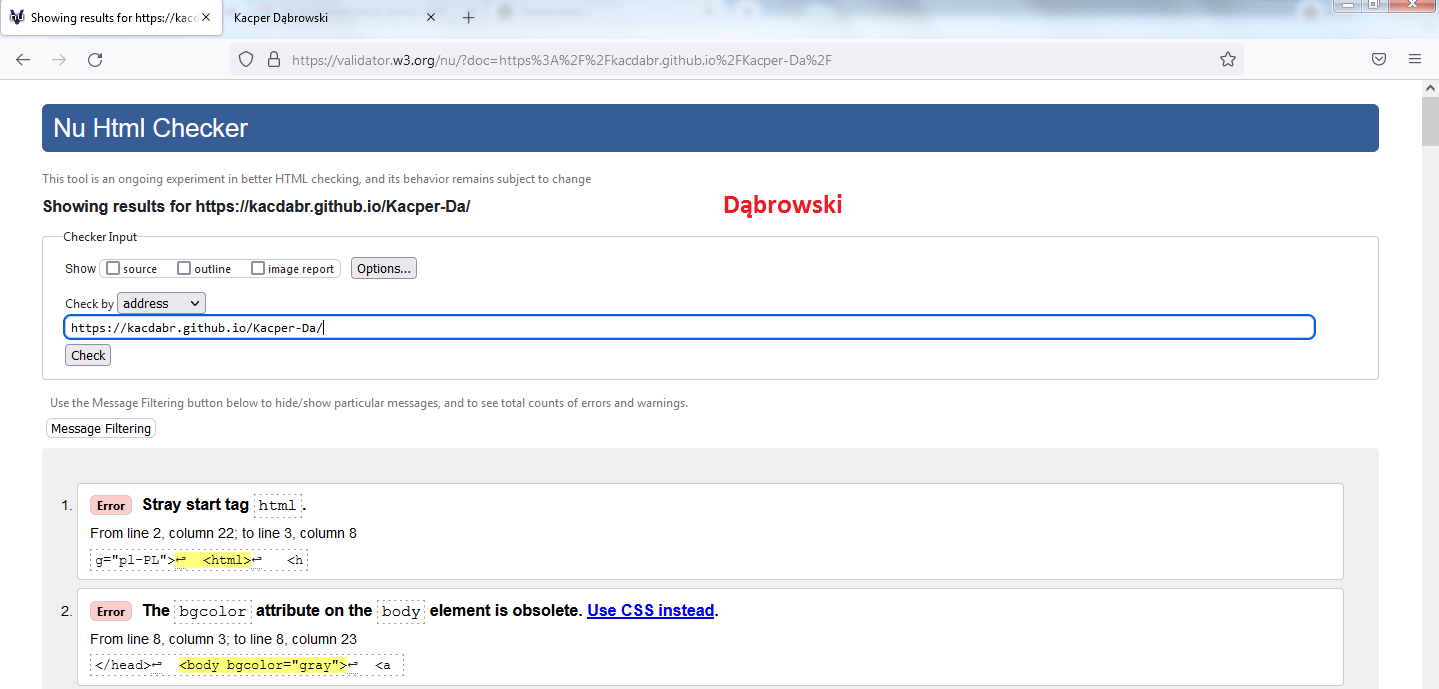 Showing results for https://kacd
Kacper Dąbrowski
https://validator.w3.org/nu/?doc=https%3A%2F%2Fkacdabr.github.io%2FKacper-Da%2F
Nu Html Checker
This tool is an ongoing experiment in better HTML checking, and its behavior remains subject to change
Showing results for https://kacdabr.github.io/Kacper-Da/
Dąbrowski
Checker Input
Show source outline image report Options...
Check by address
https://kacdabr.github.io/Kacper-Da/
Check
Use the Message Filtering button below to hide/show particular messages, and to see total counts of errors and warnings.
Message Filtering
1. Error Stray start tag html.
From line 2, column 22; to line 3, column 8
g="pl-PL">↩ <html>↩ <h
2. Error The bgcolor attribute on the body element is obsolete. Use CSS instead.
From line 8, column 3; to line 8, column 23
</head>↩ <body bgcolor="gray">↩ <a